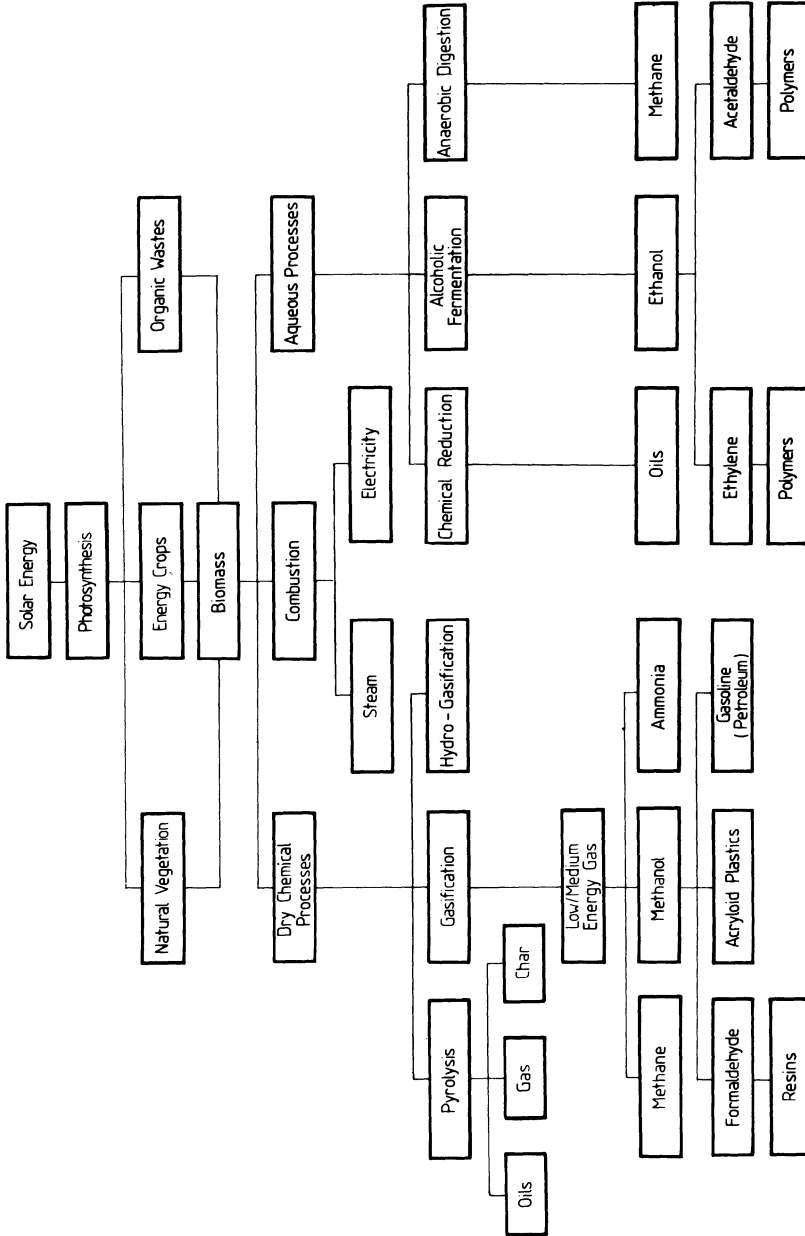 Solar Energy
Photosynthesis
Natural Vegetation
Energy Crops
Organic Wastes
Biomass
Dry Chemical
Processes
Combustion
Aqueous Processes
Steam
Electricity
Pyrolysis
Gasification
Hydro-Gasification
Chemical Reduction
Alcoholic
Fermentation
Anaerobic Digestion
Oils
Gas
Char
Low/Medium
Energy Gas
Methane
Methanol
Ammonia
Oils
Ethanol
Methane
Formaldehyde
Acryloid Plastics
Gasoline
(Petroleum)
Ethylene
Acetaldehyde
Resins
Polymers
Polymers